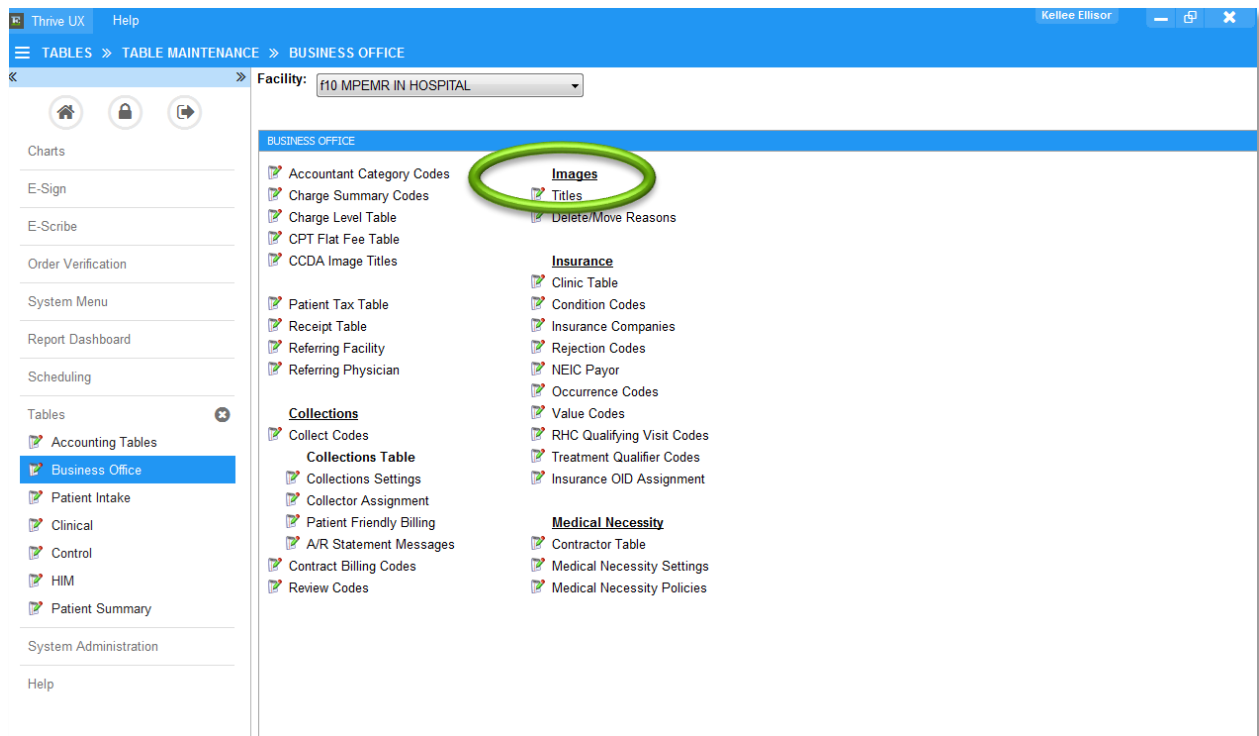 Thrive UX Help Kellee Ellisor
TABLES » TABLE MAINTENANCE » BUSINESS OFFICE
« »
Facility: f10 MPEMR IN HOSPITAL
Charts
E-Sign
E-Scribe
Order Verification
System Menu
Report Dashboard
Scheduling
Tables
Accounting Tables
Business Office
Patient Intake
Clinical
Control
HIM
Patient Summary
System Administration
Help
BUSINESS OFFICE
Accountant Category Codes
Charge Summary Codes
Charge Level Table
CPT Flat Fee Table
CCDA Image Titles
Patient Tax Table
Receipt Table
Referring Facility
Referring Physician
Collections
Collect Codes
Collections Table
Collections Settings
Collector Assignment
Patient Friendly Billing
A/R Statement Messages
Contract Billing Codes
Review Codes
Images
Titles
Delete/Move Reasons
Insurance
Clinic Table
Condition Codes
Insurance Companies
Rejection Codes
NEIC Payor
Occurrence Codes
Value Codes
RHC Qualifying Visit Codes
Treatment Qualifier Codes
Insurance OID Assignment
Medical Necessity
Contractor Table
Medical Necessity Settings
Medical Necessity Policies